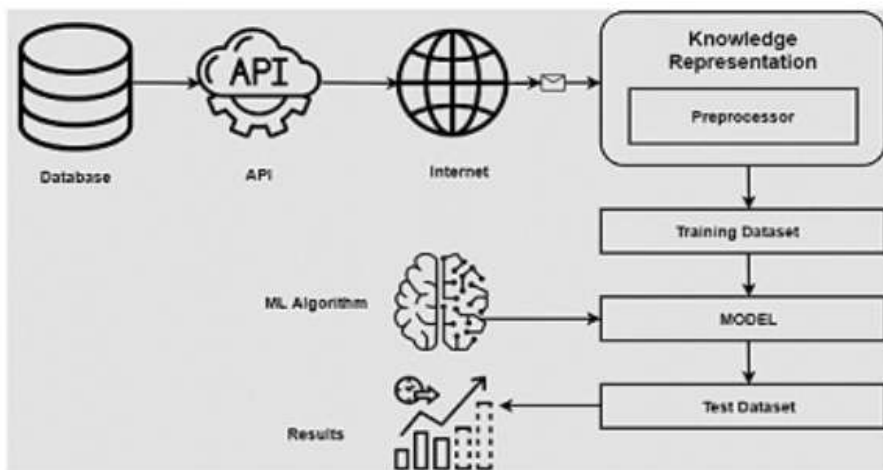 Knowledge
Representation
API
Preprocessor
Database
API
Internet
Training Dataset
ML Algorithm
MODEL
Test Dataset
Results